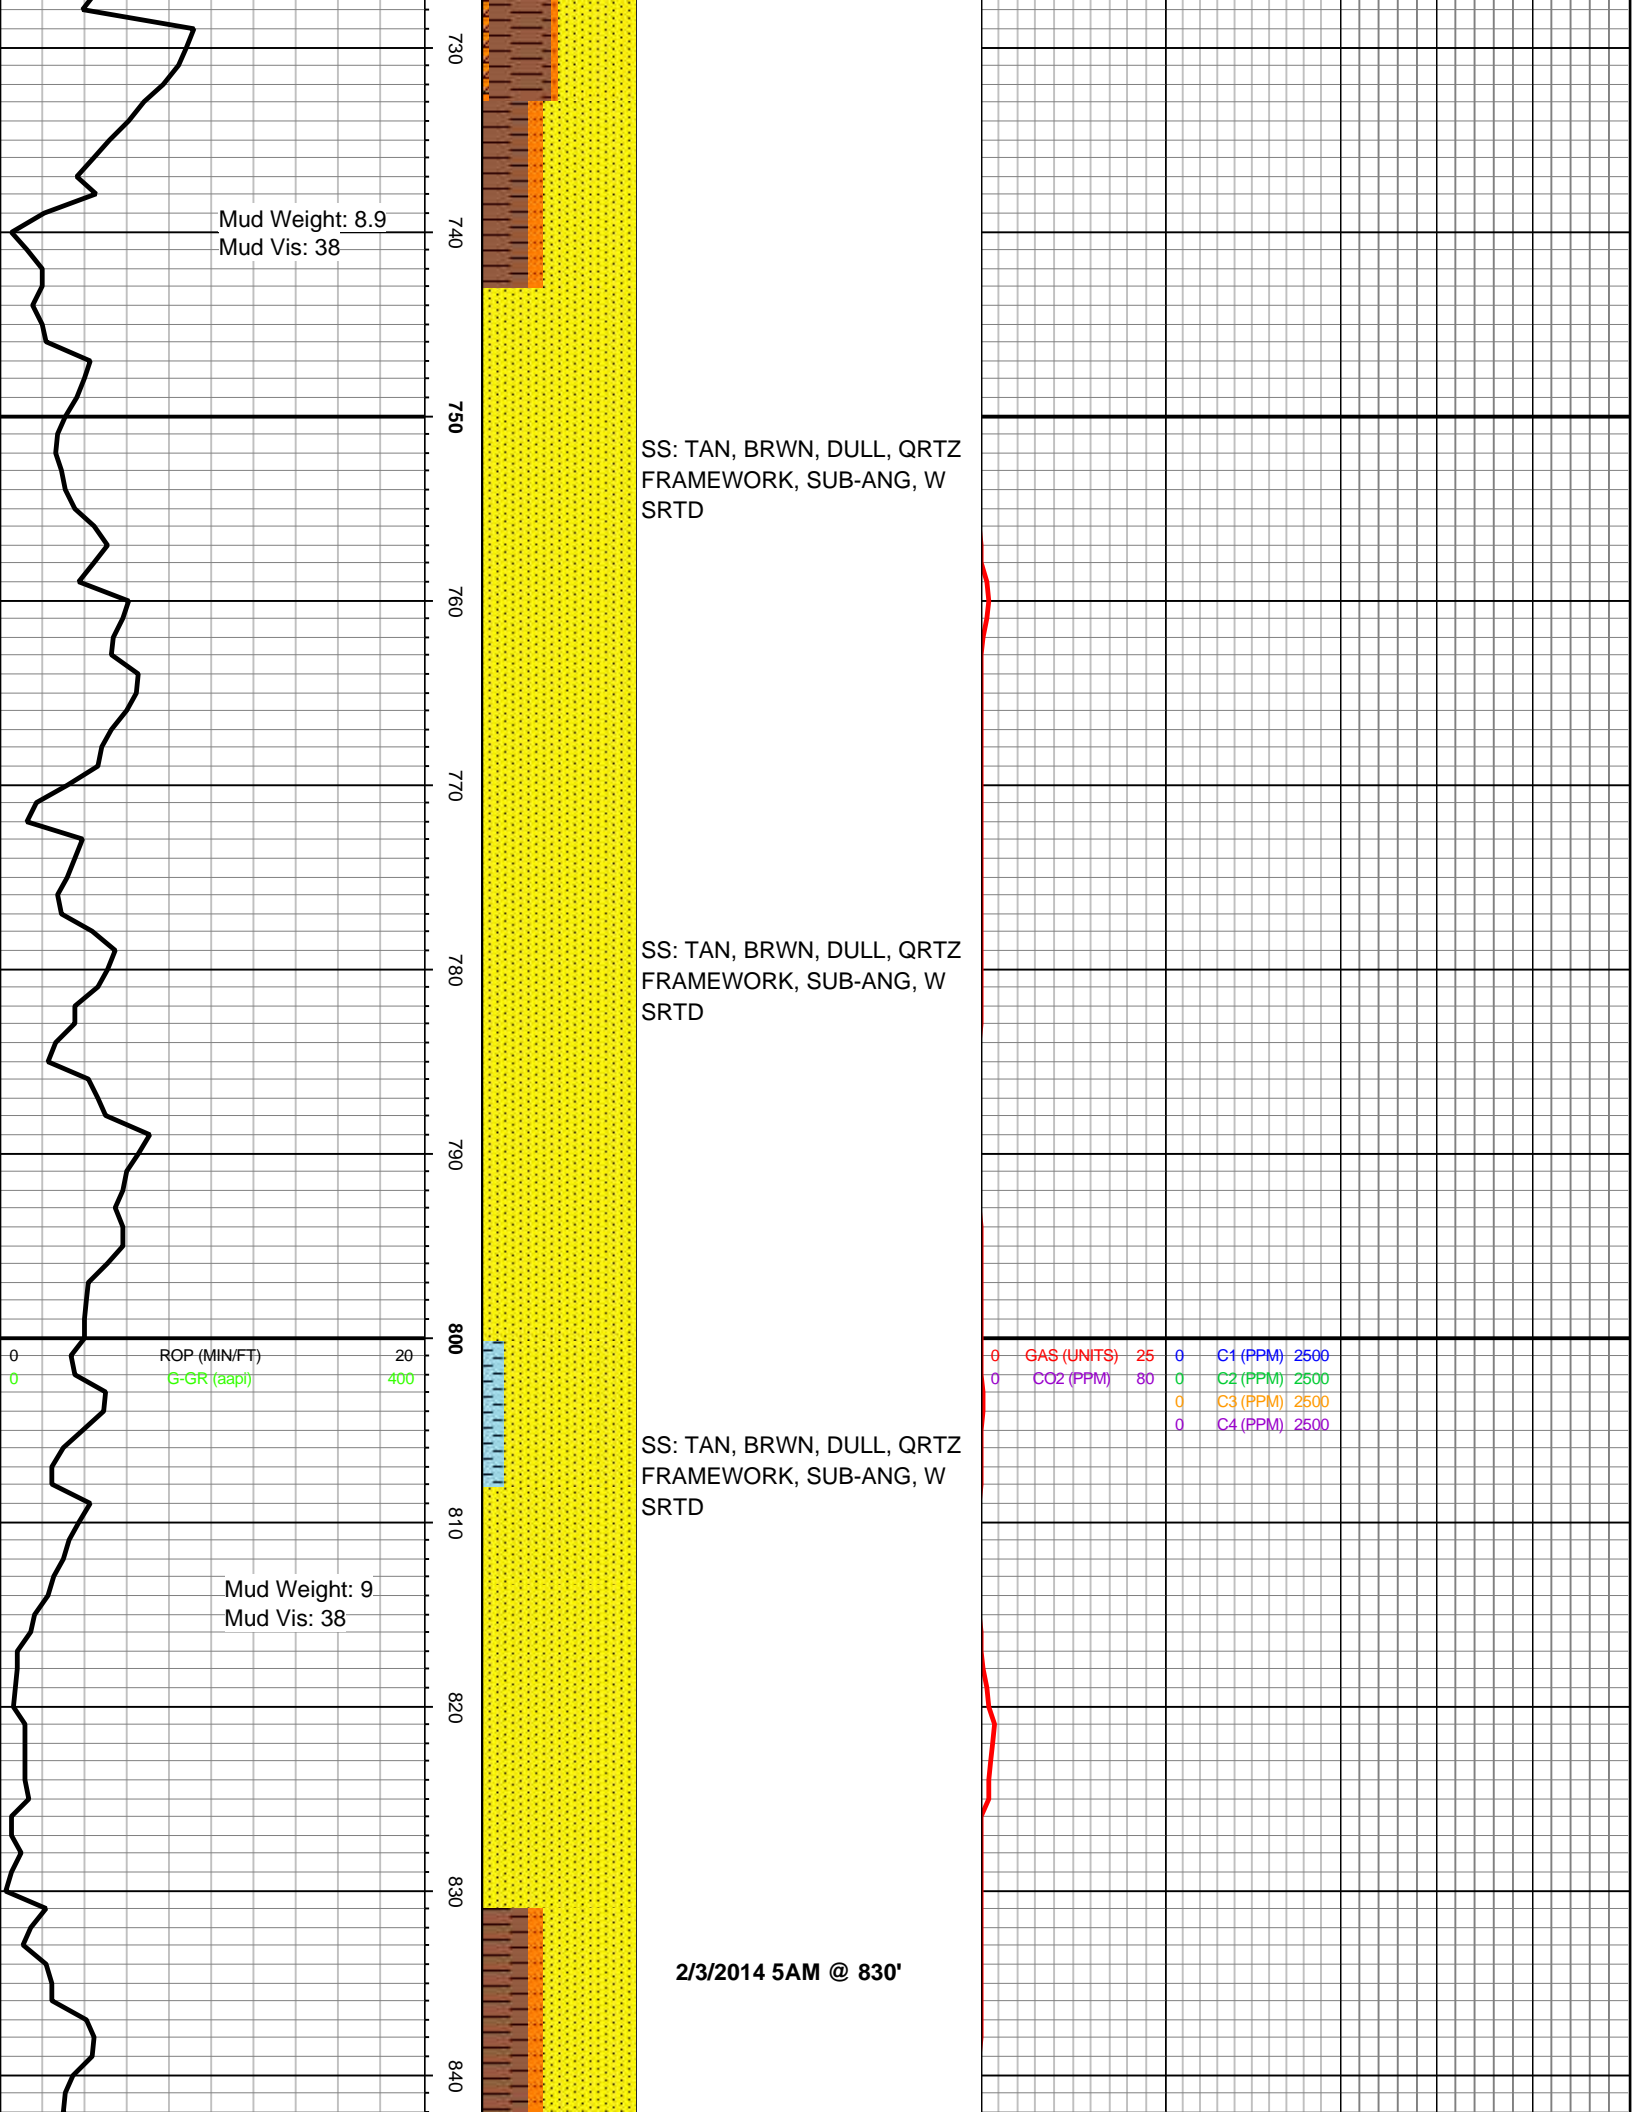 730
Mud Weight: 8.9
Mud Vis: 38
740
750
SS: TAN, BRWN, DULL, QRTZ
FRAMEWORK, SUB-ANG, W
SRTD
760
770
SS: TAN, BRWN, DULL, QRTZ
FRAMEWORK, SUB-ANG, W
SRTD
780
790
800
0 ROP (MIN/FT) 20
0 G-GR (aapi) 400
0 GAS (UNITS) 25
0 CO2 (PPM) 80
0 C1 (PPM) 2500
0 C2 (PPM) 2500
0 C3 (PPM) 2500
0 C4 (PPM) 2500
SS: TAN, BRWN, DULL, QRTZ
FRAMEWORK, SUB-ANG, W
SRTD
810
Mud Weight: 9
Mud Vis: 38
820
830
2/3/2014 5AM @ 830'
840